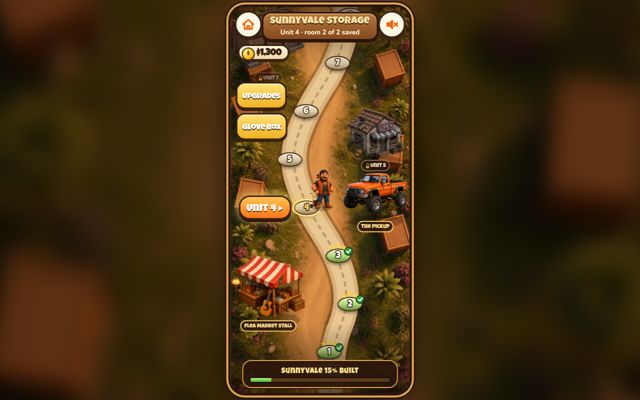 SUNNYVALE STORAGE
Unit 4 · room 2 of 2 saved
$1,300
UNIT 7
7
UPGRADES
6
GLOVE BOX
5
UNIT 5
4
UNIT 4 ▸
THE PICKUP
3
2
FLEA MARKET STALL
1
SUNNYVALE 15% BUILT